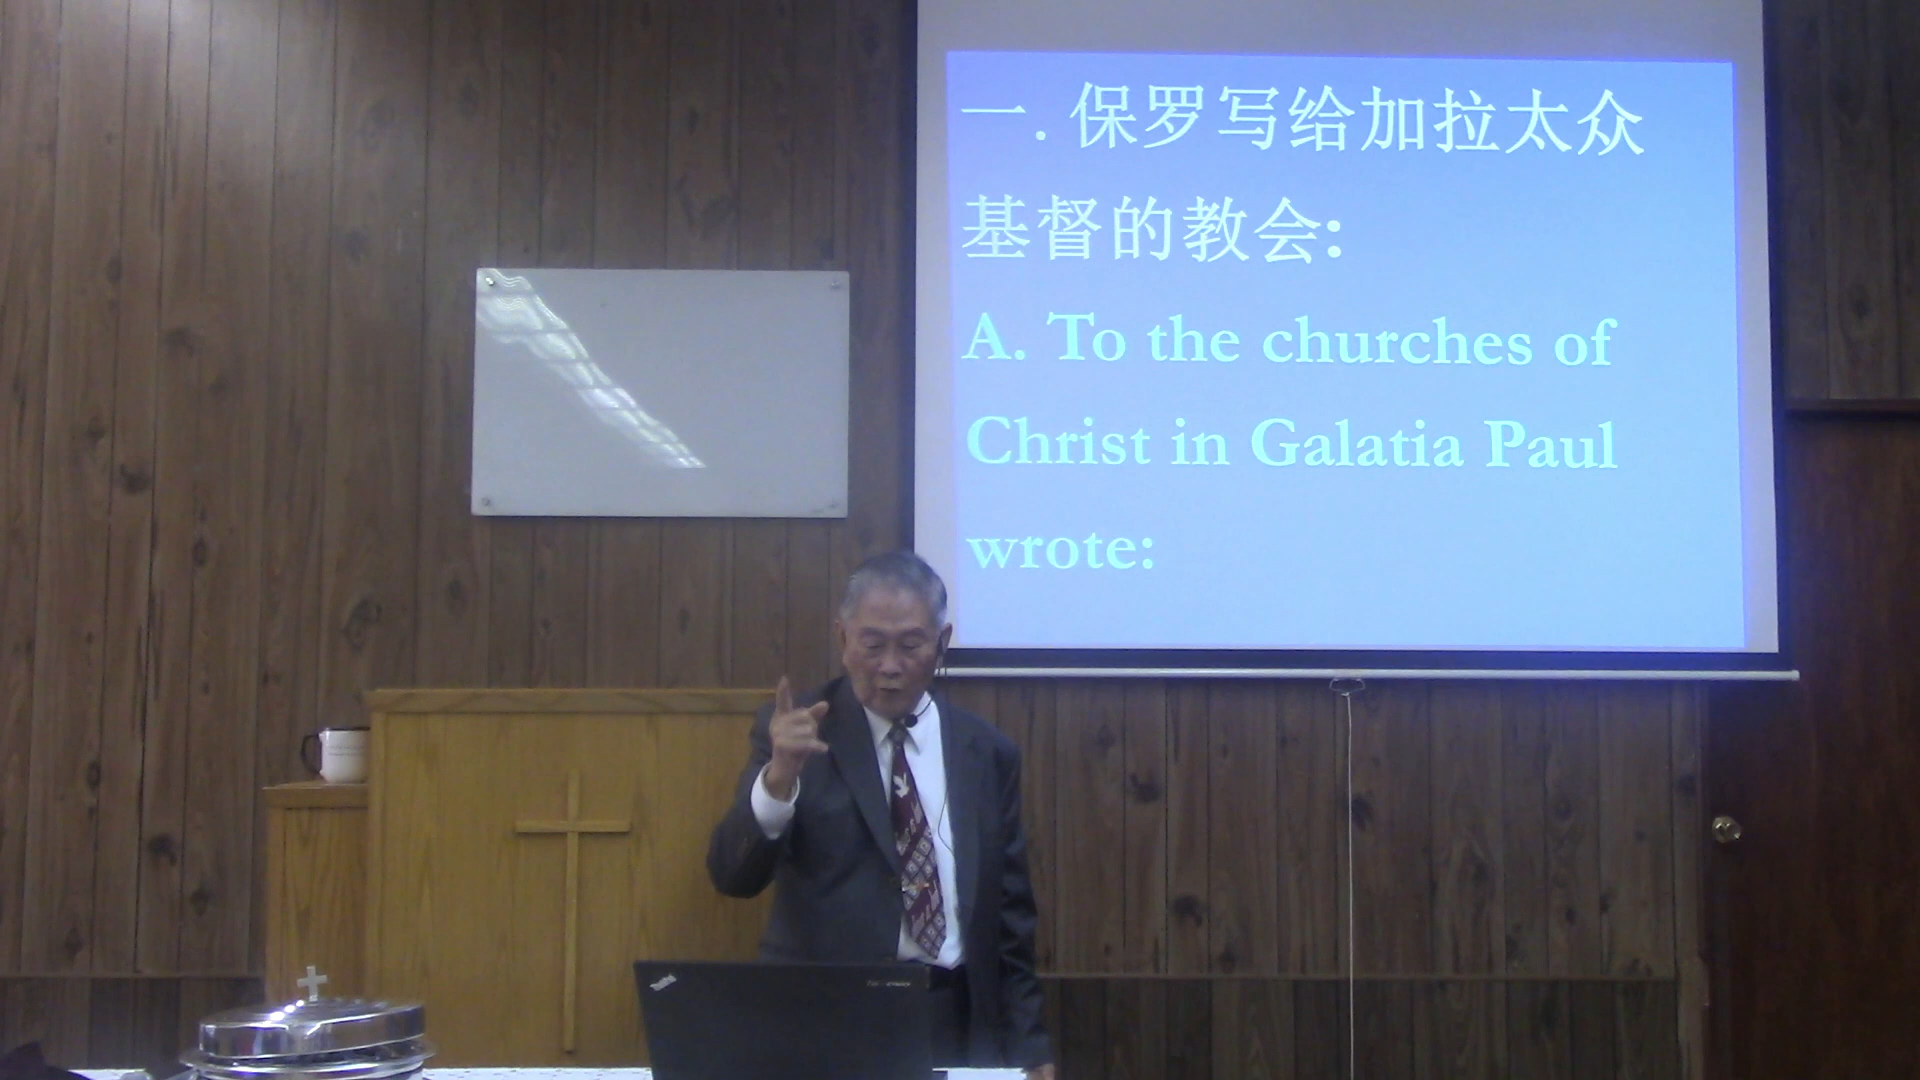 一. 保罗写给加拉太众
基督的教会:
A. To the churches of
Christ in Galatia Paul
wrote: